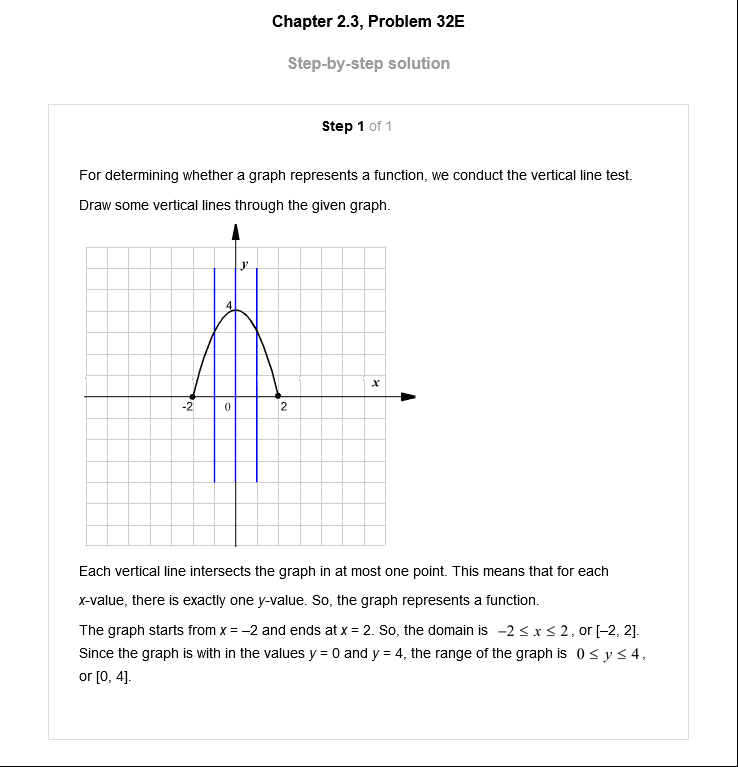 Chapter 2.3, Problem 32E
Step-by-step solution
Step 1 of 1
For determining whether a graph represents a function, we conduct the vertical line test.
Draw some vertical lines through the given graph.
y
4
x
-2 0 2
Each vertical line intersects the graph in at most one point. This means that for each
x-value, there is exactly one y-value. So, the graph represents a function.
The graph starts from x = –2 and ends at x = 2. So, the domain is −2 ≤ x ≤ 2, or [–2, 2].
Since the graph is with in the values y = 0 and y = 4, the range of the graph is 0 ≤ y ≤ 4,
or [0, 4].